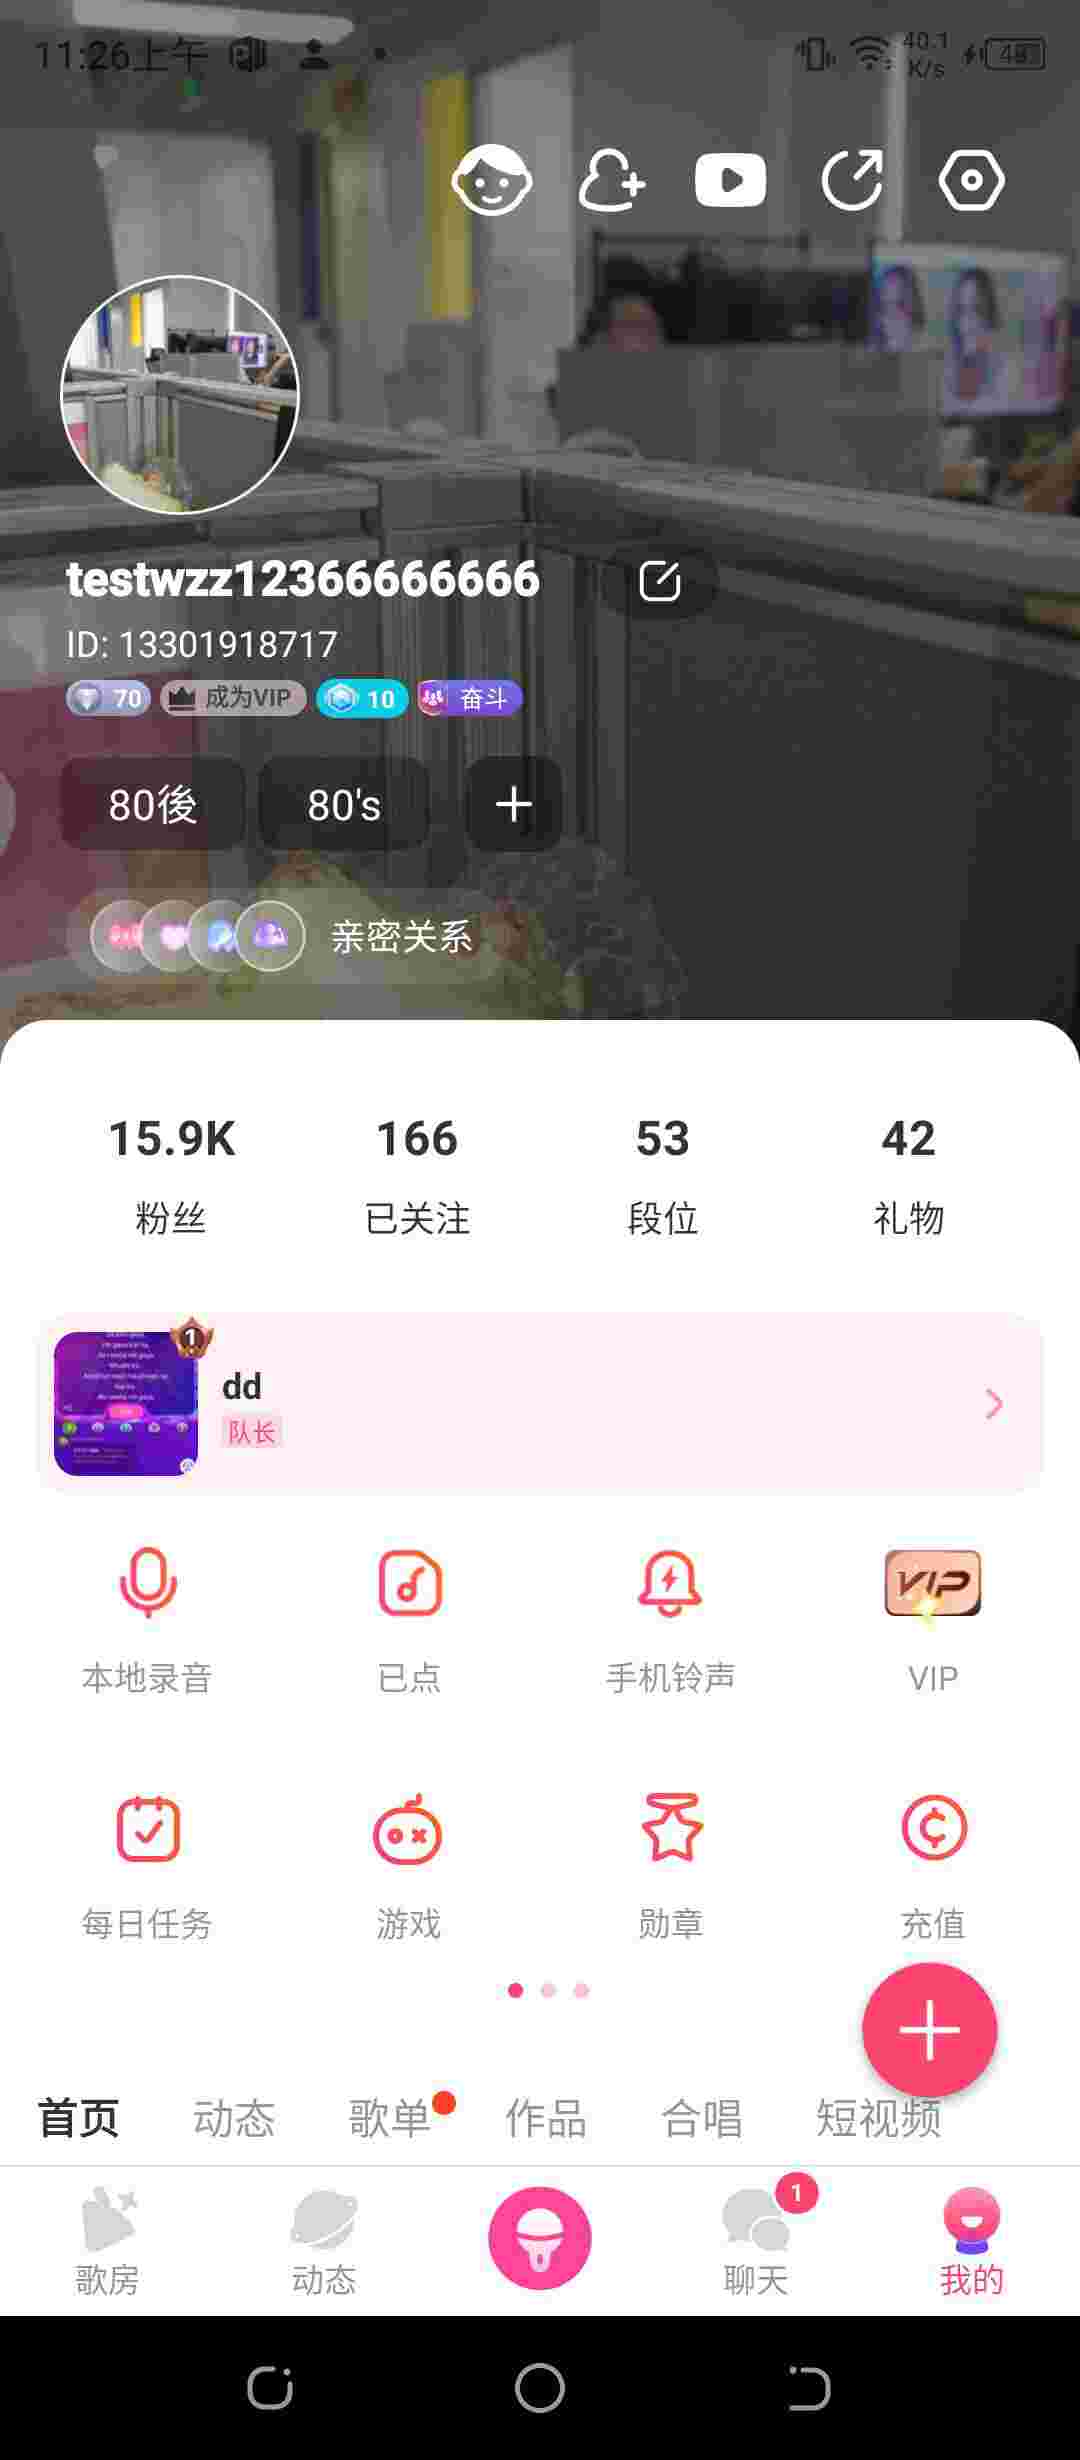 11:26上午
40.1
K/s
48
testwzz12366666666
ID: 13301918717
70 成为VIP 10 奋斗
80後 80's
亲密关系
15.9K 166 53 42
粉丝 已关注 段位 礼物
1
dd
队长
VIP
本地录音 已点 手机铃声 VIP
每日任务 游戏 勋章 充值
首页 动态 歌单 作品 合唱 短视频
1
歌房 动态 聊天 我的